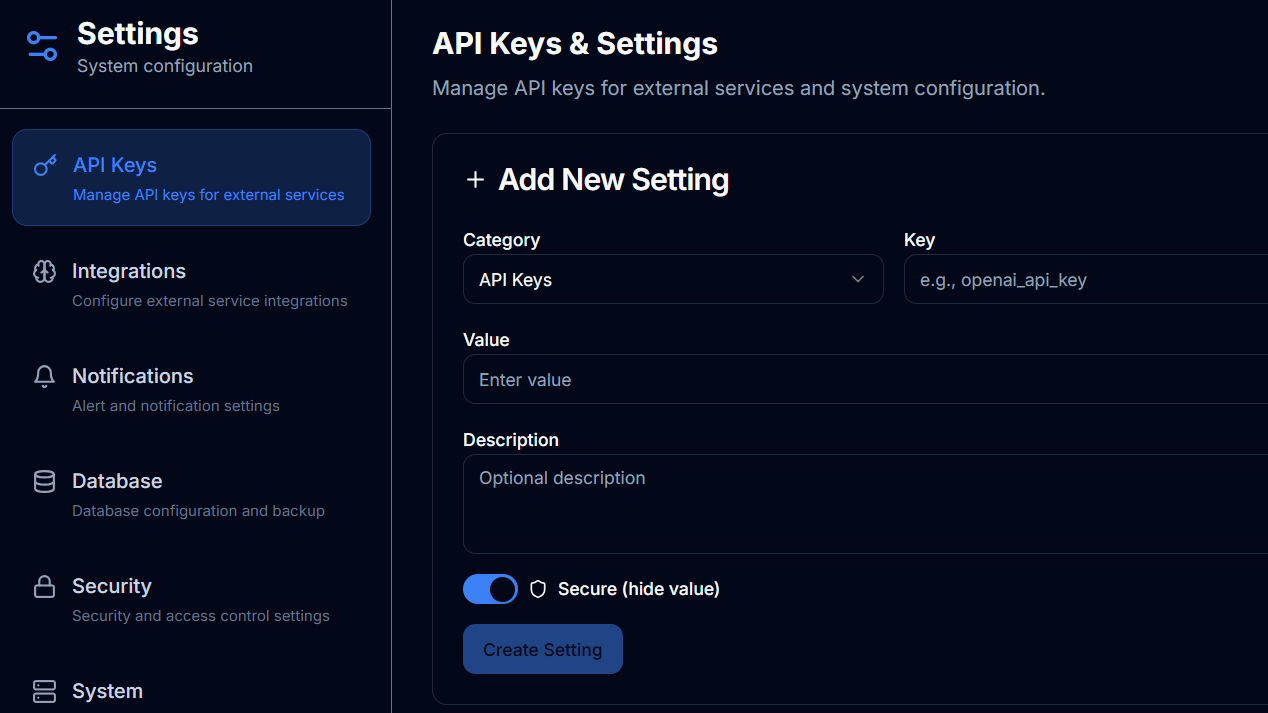 Settings
System configuration
API Keys
Manage API keys for external services
Integrations
Configure external service integrations
Notifications
Alert and notification settings
Database
Database configuration and backup
Security
Security and access control settings
System
API Keys & Settings
Manage API keys for external services and system configuration.
Add New Setting
Category
Key
API Keys
e.g., openai_api_key
Value
Enter value
Description
Optional description
Secure (hide value)
Create Setting